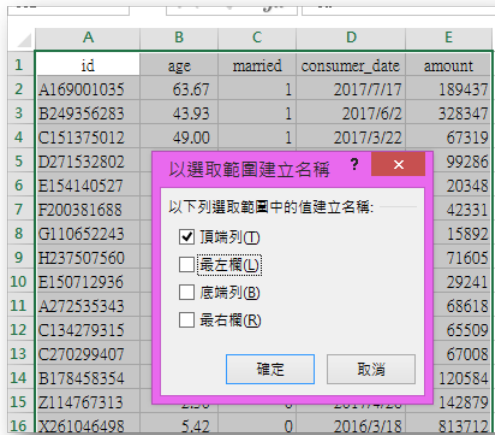 A B C D E
1 id age married consumer_date amount
2 A169001035 63.67 1 2017/7/17 189437
3 B249356283 43.93 1 2017/6/2 328347
4 C151375012 49.00 1 2017/3/22 67319
5 D271532802 99286
6 E154140527 20348
7 F200381688 42331
8 G110652243 15892
9 H237507560 71605
10 E150712936 29241
11 A272535343 68618
12 C134279315 65509
13 C270299407 67008
14 B178458354 120584
15 Z114767313 142879
16 X261046498 5.42 0 2016/3/18 813712
以選取範圍建立名稱 ? ×
以下列選取範圍中的值建立名稱:
頂端列(T)
最左欄(L)
底端列(B)
最右欄(R)
確定 取消